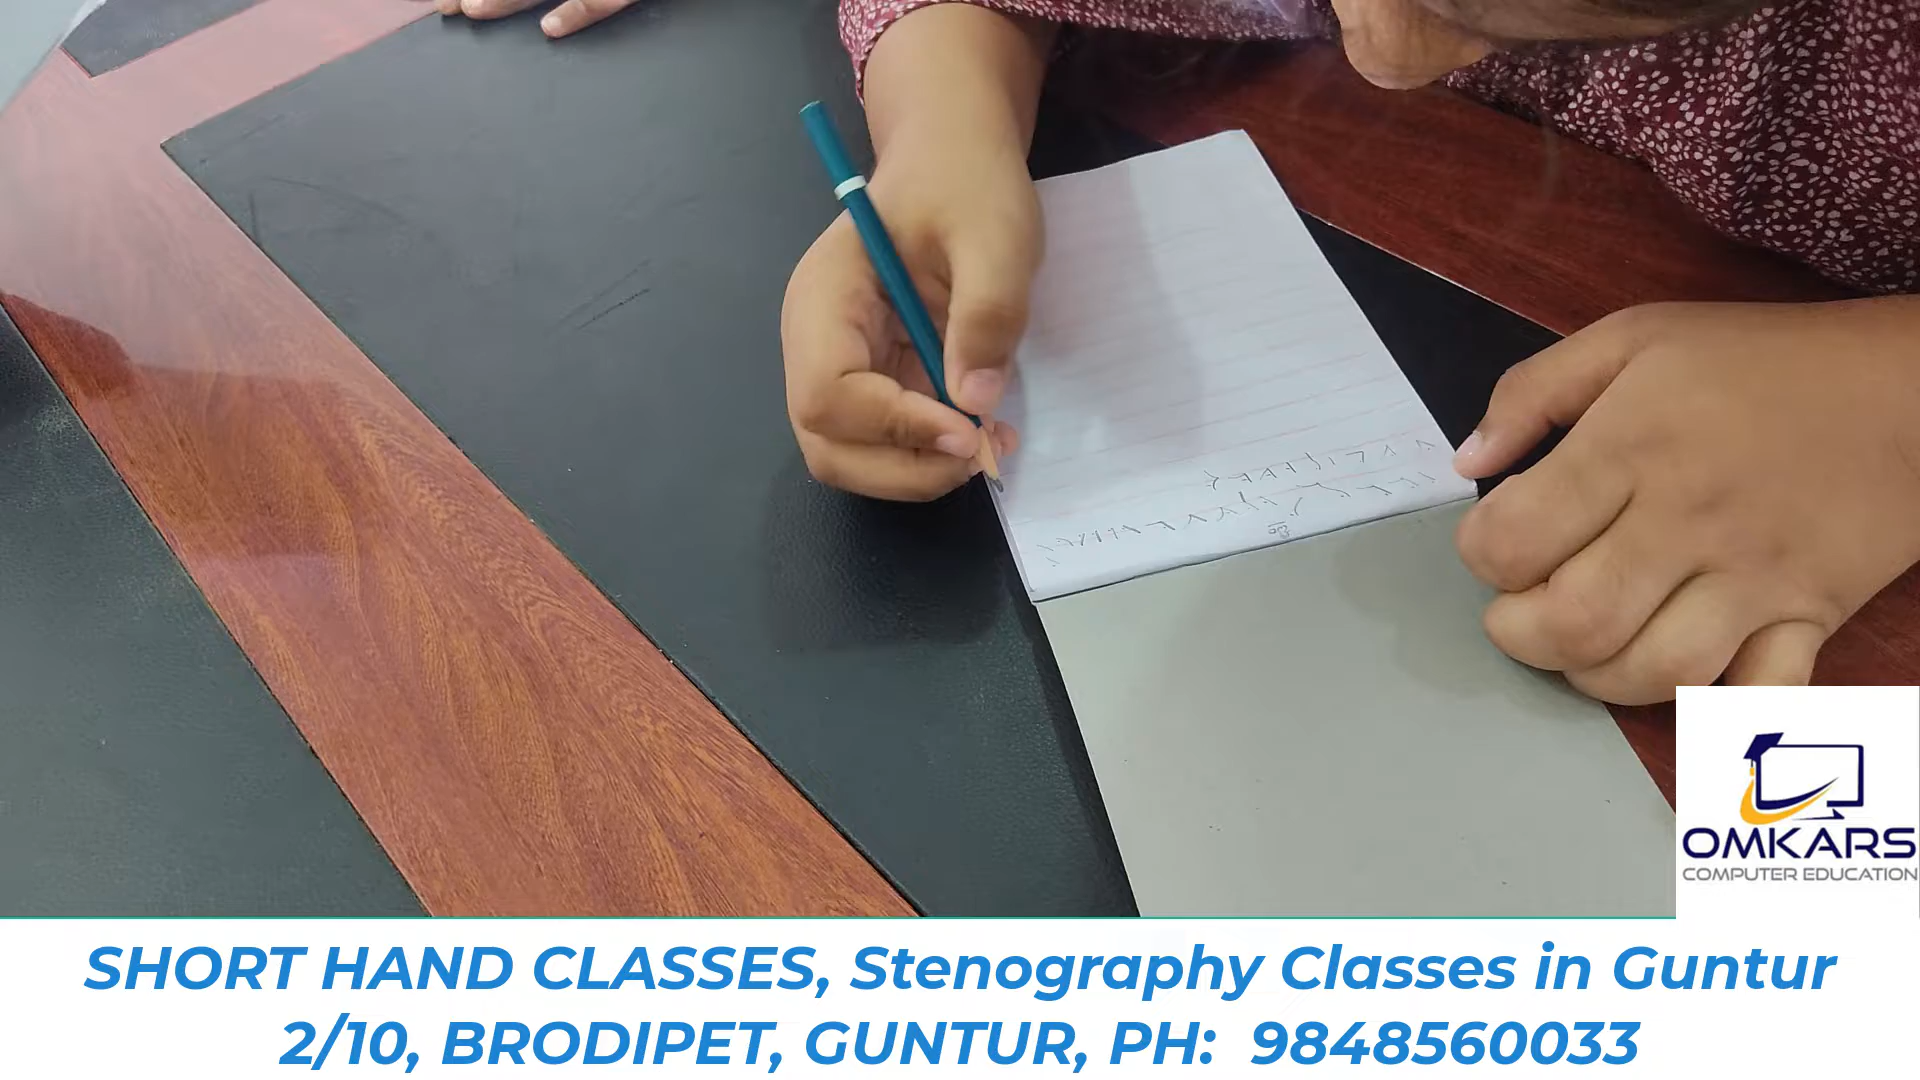 OMKARS
COMPUTER EDUCATION
SHORT HAND CLASSES, Stenography Classes in Guntur
2/10, BRODIPET, GUNTUR, PH: 9848560033